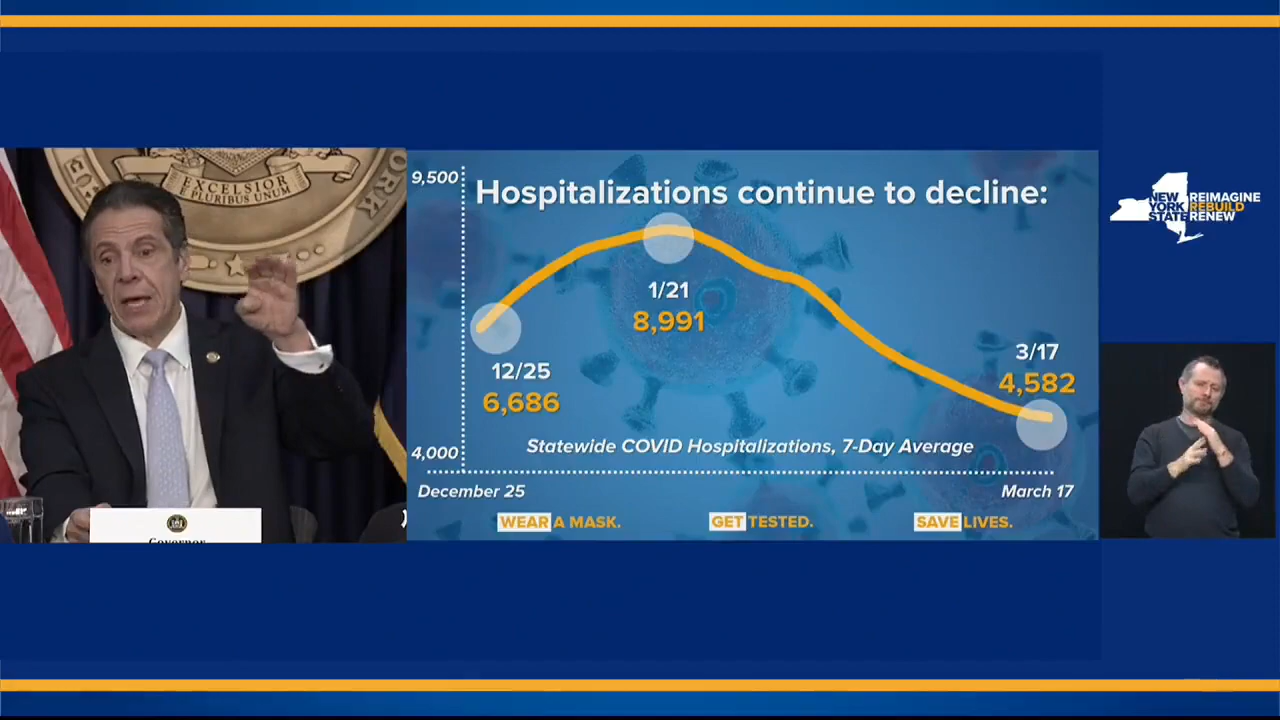 EXCELSIOR
E PLURIBUS UNUM
ORK
Governor
9,500
Hospitalizations continue to decline:
1/21
8,991
12/25
6,686
3/17
4,582
4,000
Statewide COVID Hospitalizations, 7-Day Average
December 25
March 17
WEAR A MASK.
GET TESTED.
SAVE LIVES.
NEW
YORK
STATE
REIMAGINE
REBUILD
RENEW